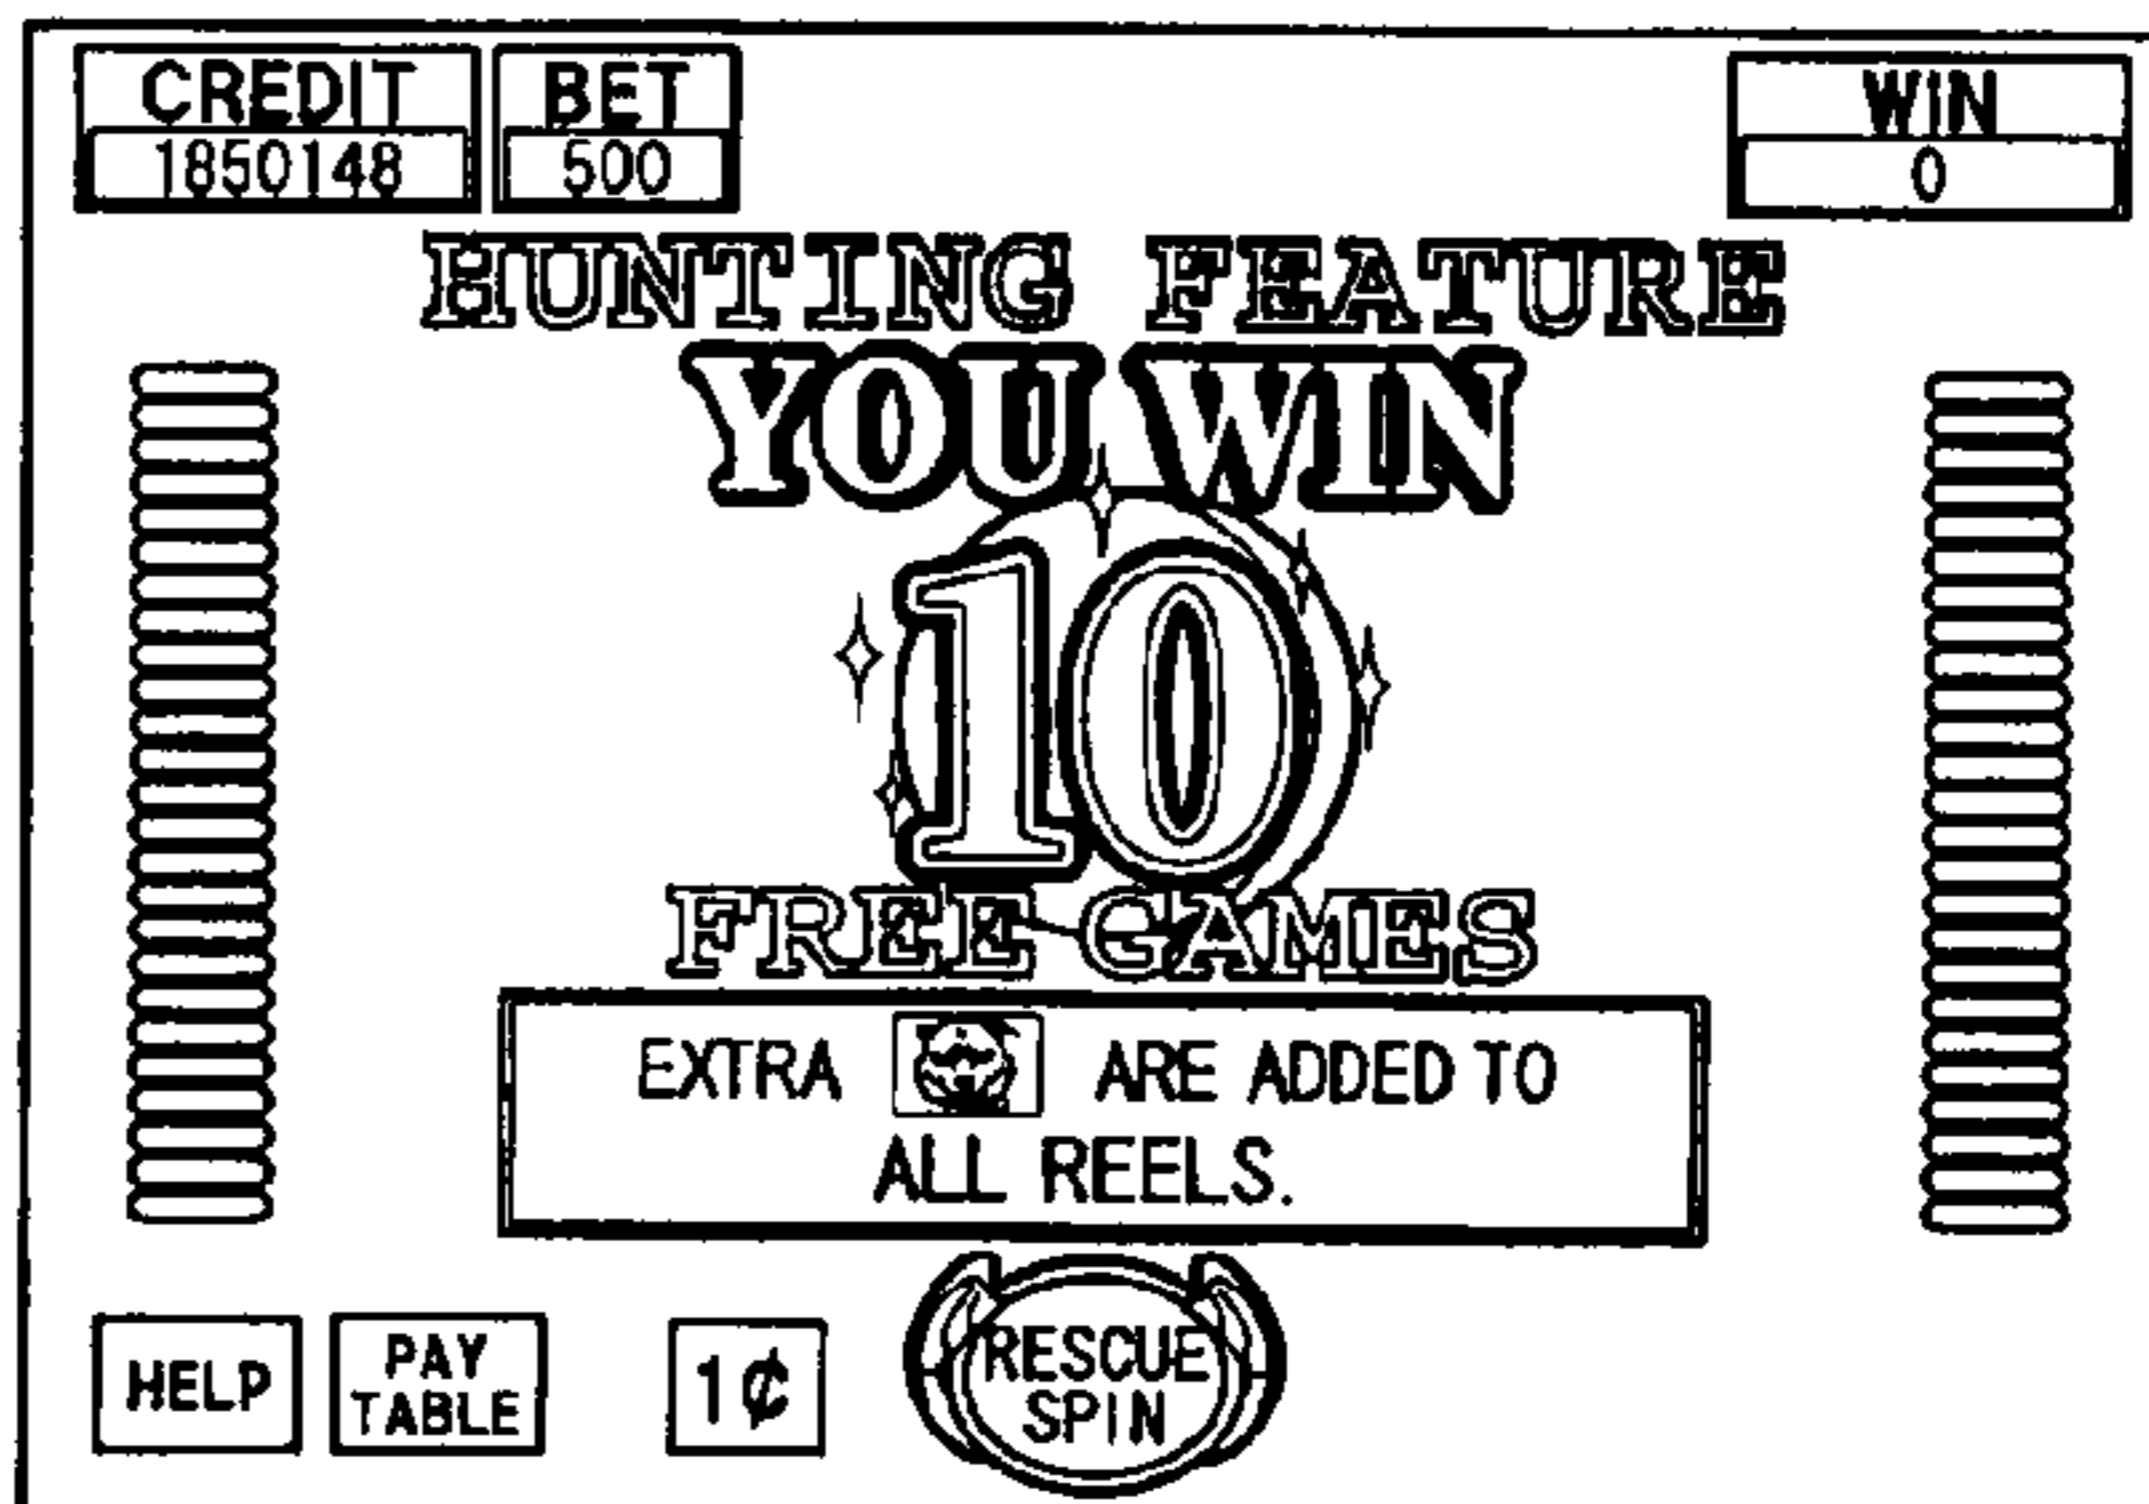 CREDIT
1850148
BET
500
WIN
0
HUNTING FEATURE
YOU WIN
10
FREE GAMES
EXTRA ARE ADDED TO
ALL REELS.
HELP
PAY
TABLE
1¢
RESCUE
SPIN